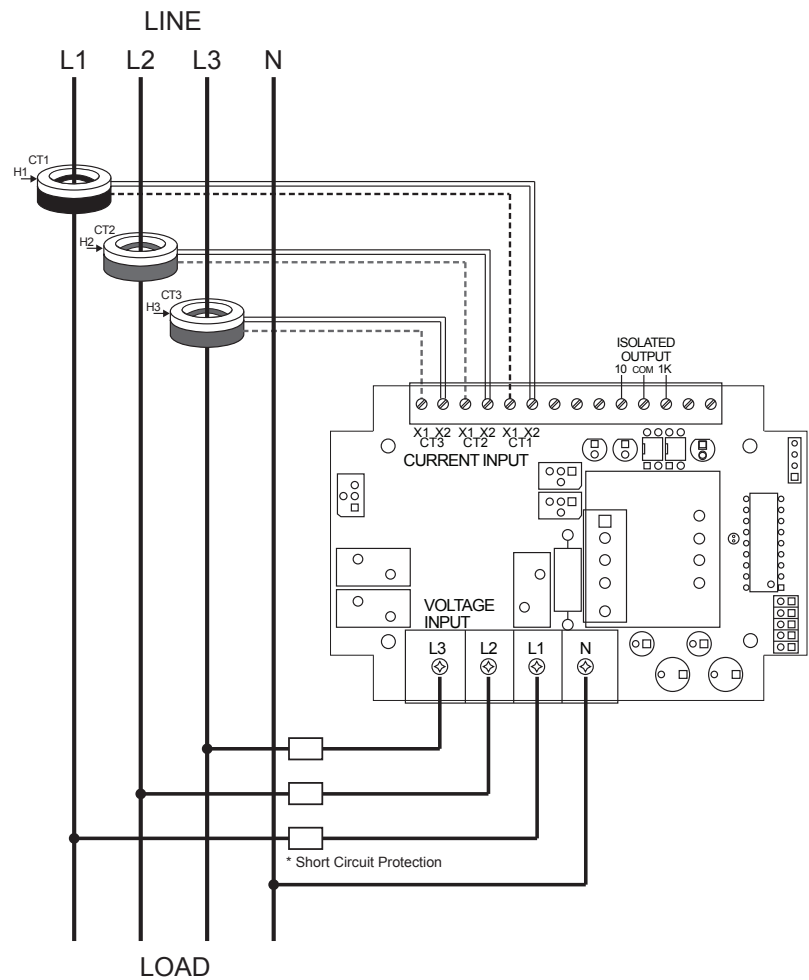 LINE
L1 L2 L3 N
CT1
H1
CT2
H2
CT3
H3
ISOLATED
OUTPUT
10 COM 1K
X1 X2 X1 X2 X1 X2
CT3 CT2 CT1
CURRENT INPUT
VOLTAGE
INPUT
L3 L2 L1 N
* Short Circuit Protection
LOAD